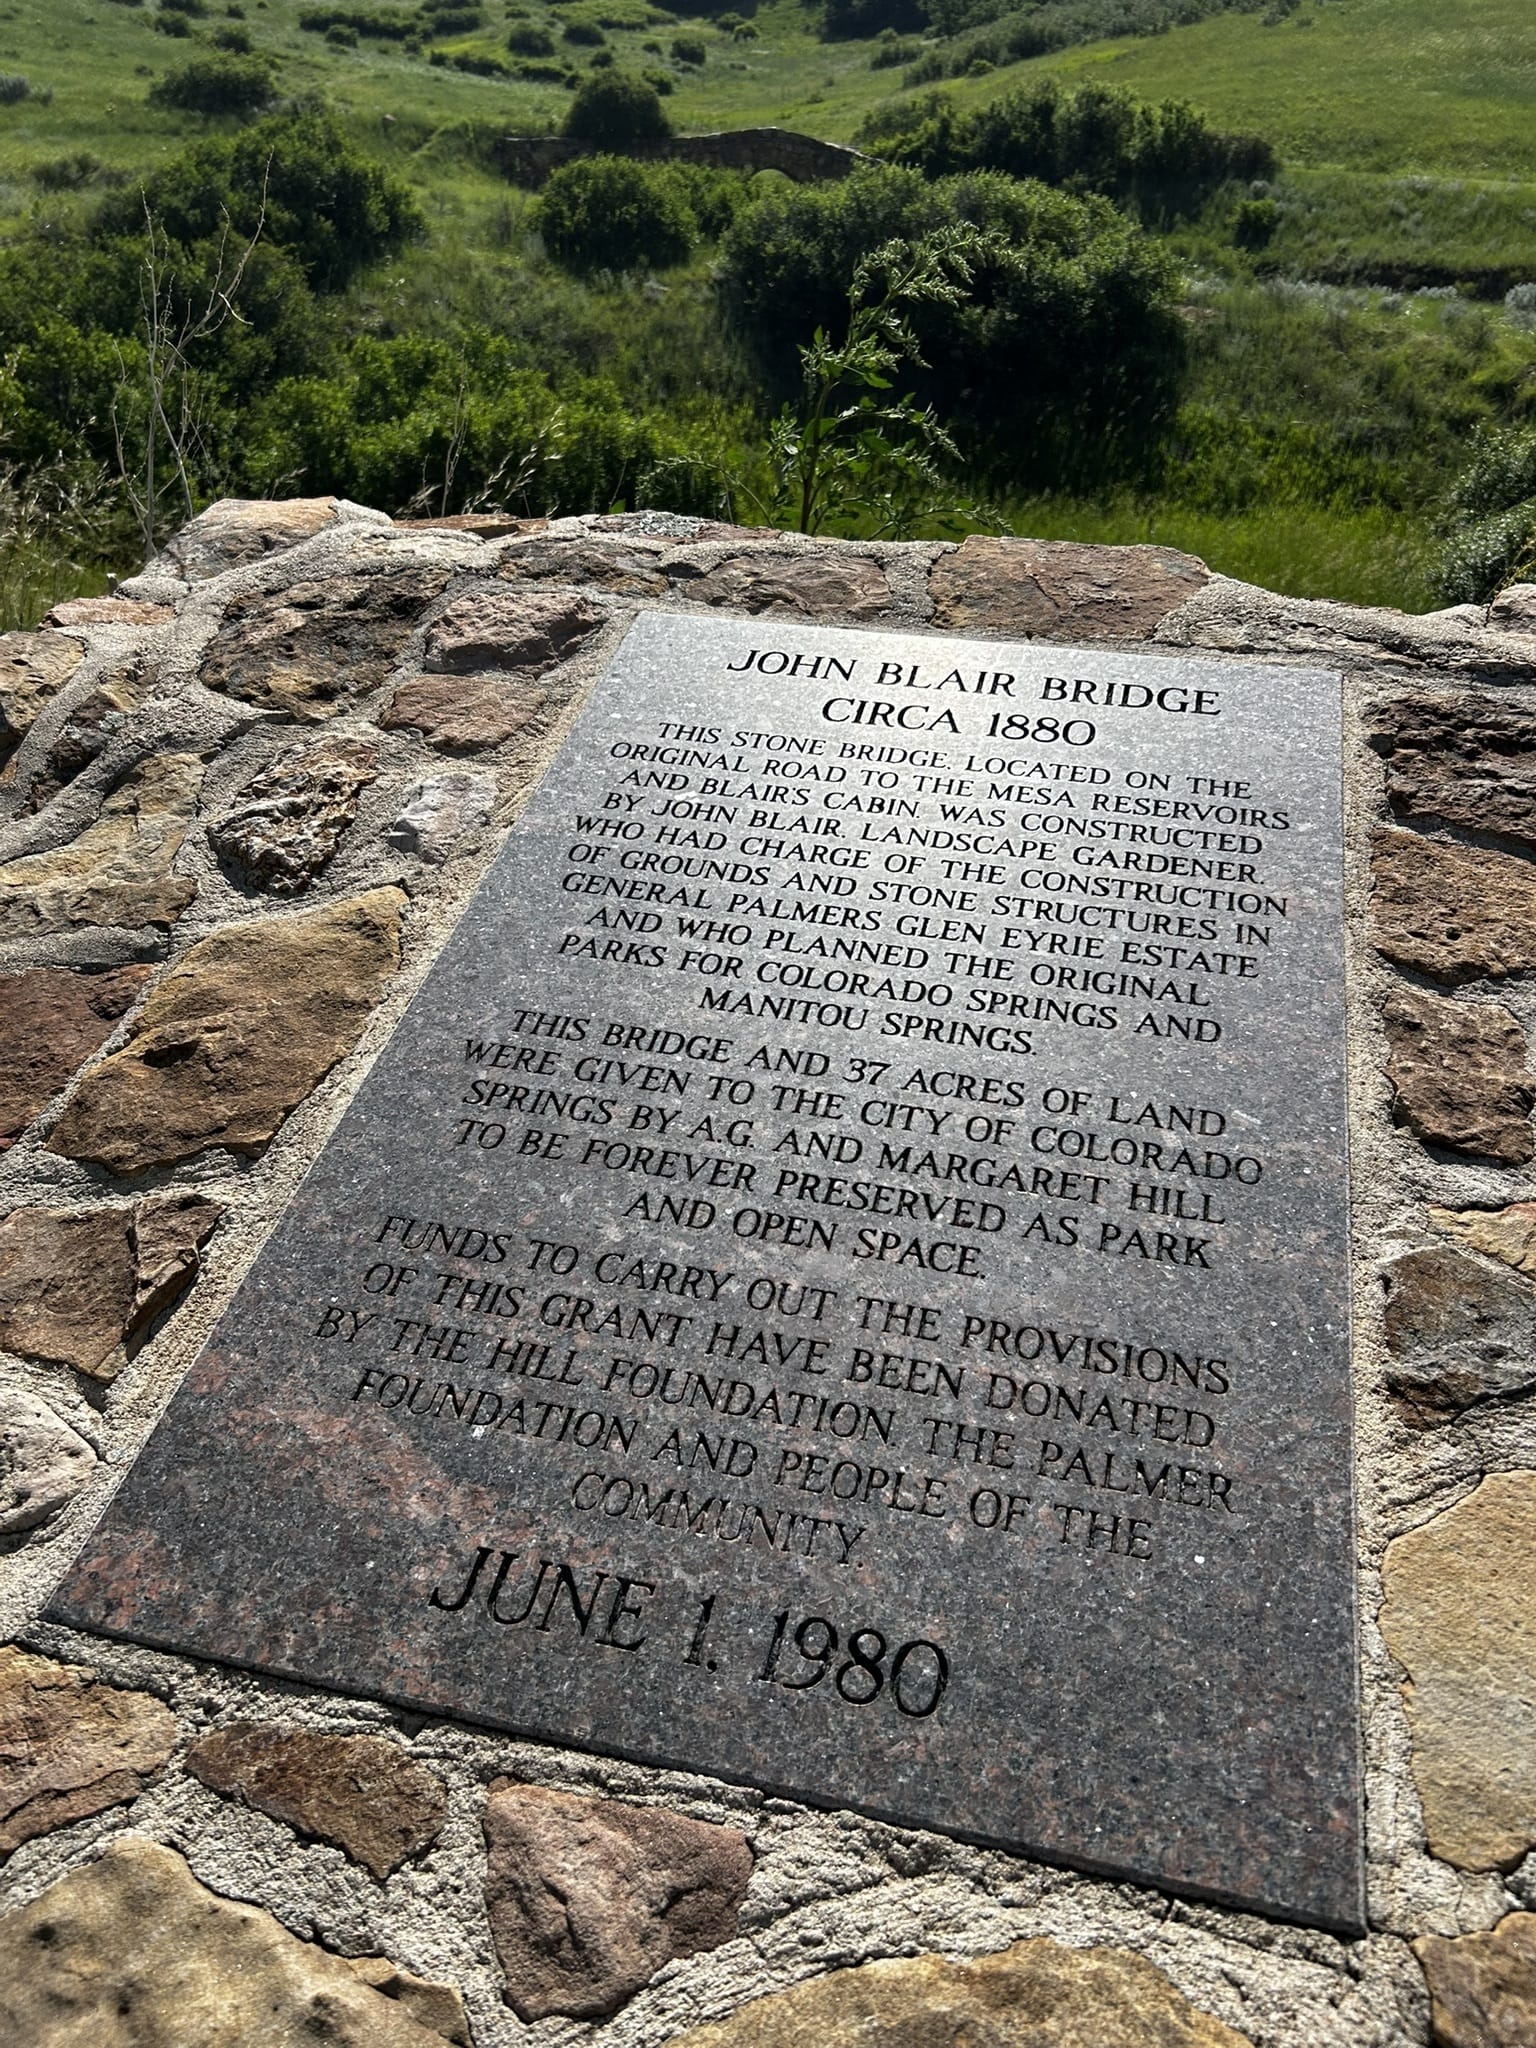 JOHN BLAIR BRIDGE
CIRCA 1880
THIS STONE BRIDGE, LOCATED ON THE
ORIGINAL ROAD TO THE MESA RESERVOIRS
AND BLAIR'S CABIN, WAS CONSTRUCTED
BY JOHN BLAIR, LANDSCAPE GARDENER,
WHO HAD CHARGE OF THE CONSTRUCTION
OF GROUNDS AND STONE STRUCTURES IN
GENERAL PALMERS GLEN EYRIE ESTATE
AND WHO PLANNED THE ORIGINAL
PARKS FOR COLORADO SPRINGS AND
MANITOU SPRINGS.
THIS BRIDGE AND 37 ACRES OF LAND
WERE GIVEN TO THE CITY OF COLORADO
SPRINGS BY A.G. AND MARGARET HILL
TO BE FOREVER PRESERVED AS PARK
AND OPEN SPACE.
FUNDS TO CARRY OUT THE PROVISIONS
OF THIS GRANT HAVE BEEN DONATED
BY THE HILL FOUNDATION, THE PALMER
FOUNDATION AND PEOPLE OF THE
COMMUNITY.
JUNE 1, 1980